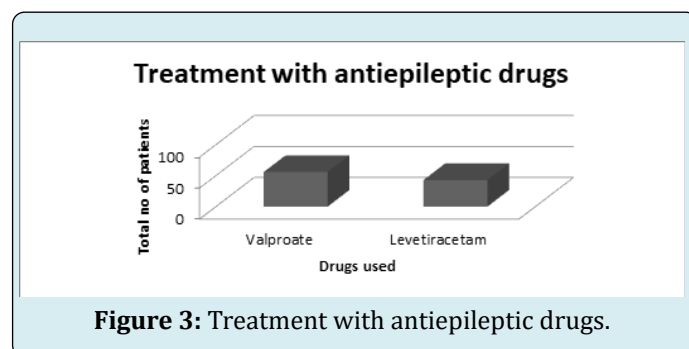 Treatment with antiepileptic drugs
Total no of patients
100
50
0
Valproate Levetiracetam
Drugs used
Figure 3: Treatment with antiepileptic drugs.